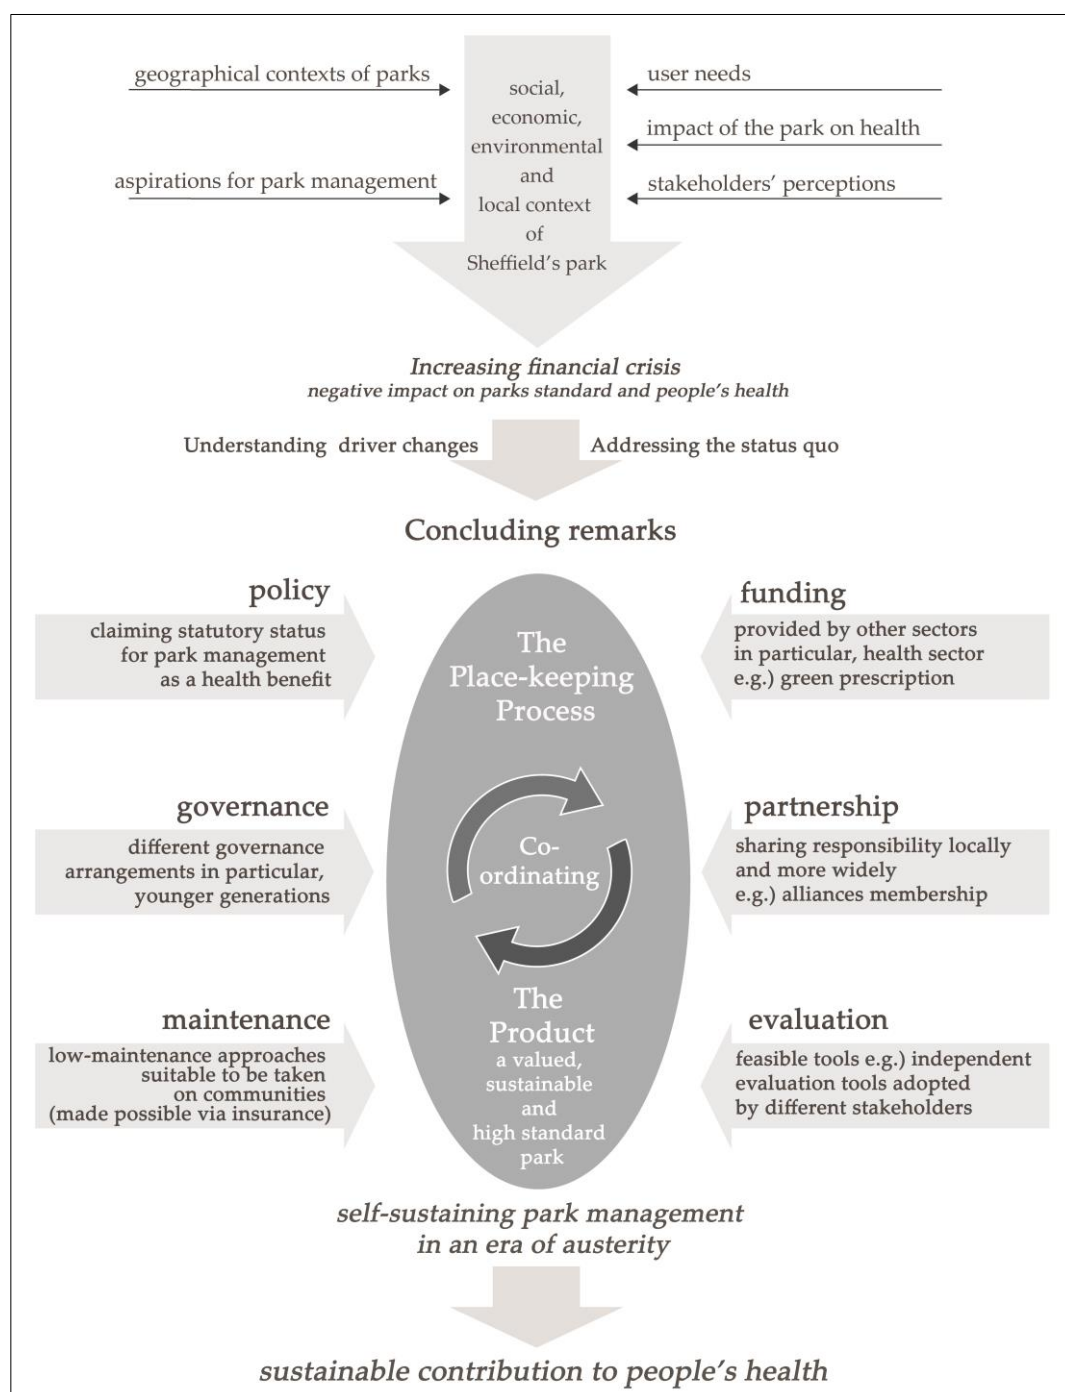 geographical contexts of parks
aspirations for park management
social,
economic,
environmental
and
local context
of
Sheffield’s park
user needs
impact of the park on health
stakeholders’ perceptions
Increasing financial crisis
negative impact on parks standard and people’s health
Understanding driver changes
Addressing the status quo
Concluding remarks
policy
claiming statutory status
for park management
as a health benefit
governance
different governance
arrangements in particular,
younger generations
maintenance
low-maintenance approaches
suitable to be taken
on communities
(made possible via insurance)
The
Place-keeping
Process
Co-
ordinating
The
Product
a valued,
sustainable
and
high standard
park
funding
provided by other sectors
in particular, health sector
e.g.) green prescription
partnership
sharing responsibility locally
and more widely
e.g.) alliances membership
evaluation
feasible tools e.g.) independent
evaluation tools adopted
by different stakeholders
self-sustaining park management
in an era of austerity
sustainable contribution to people’s health